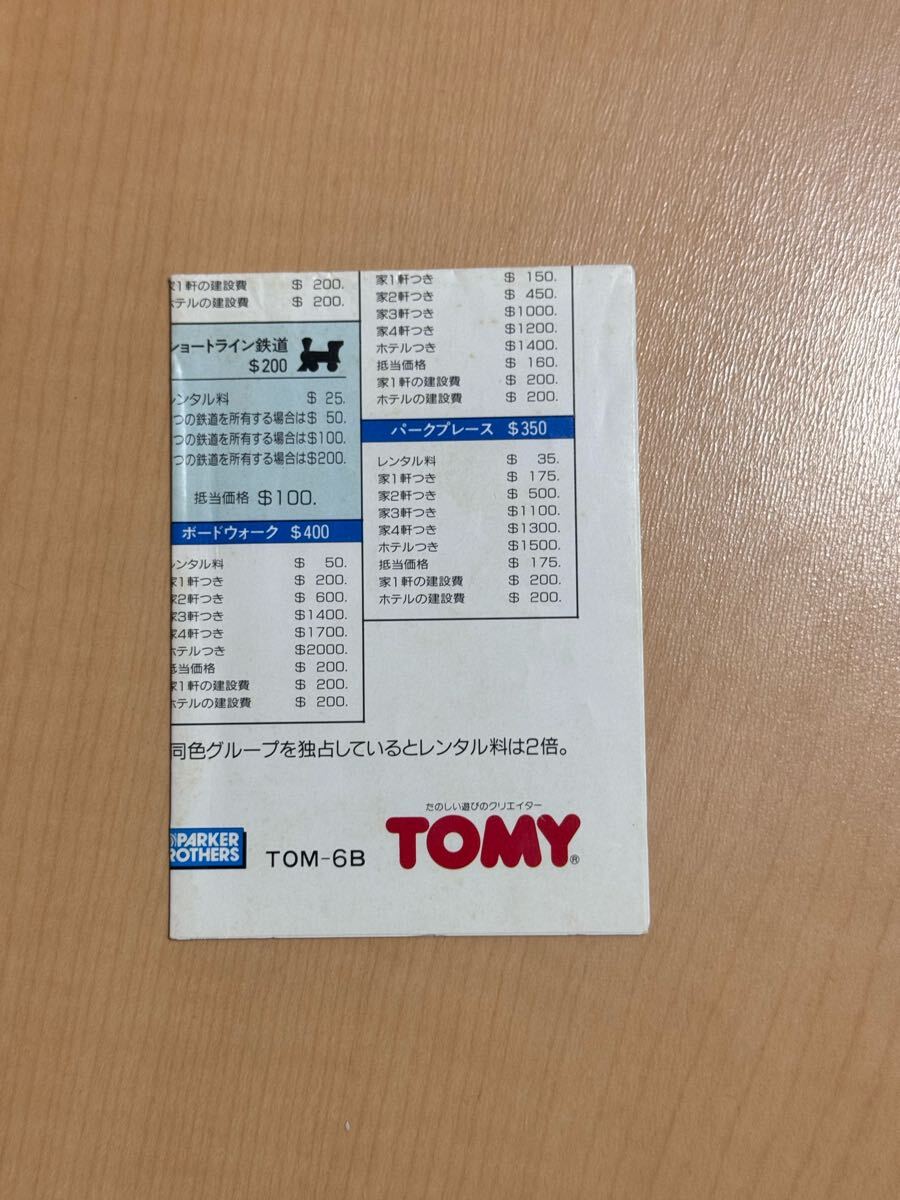 家1軒の建設費 $ 200.
ホテルの建設費 $ 200.
ショートライン鉄道
$200
レンタル料 $ 25.
つの鉄道を所有する場合は$ 50.
つの鉄道を所有する場合は$100.
つの鉄道を所有する場合は$200.
抵当価格 $100.
ボードウォーク $400
レンタル料 $ 50.
家1軒つき $ 200.
家2軒つき $ 600.
家3軒つき $1400.
家4軒つき $1700.
ホテルつき $2000.
抵当価格 $ 200.
家1軒の建設費 $ 200.
ホテルの建設費 $ 200.
家1軒つき $ 150.
家2軒つき $ 450.
家3軒つき $1000.
家4軒つき $1200.
ホテルつき $1400.
抵当価格 $ 160.
家1軒の建設費 $ 200.
ホテルの建設費 $ 200.
パークプレース $350
レンタル料 $ 35.
家1軒つき $ 175.
家2軒つき $ 500.
家3軒つき $1100.
家4軒つき $1300.
ホテルつき $1500.
抵当価格 $ 175.
家1軒の建設費 $ 200.
ホテルの建設費 $ 200.
同色グループを独占しているとレンタル料は2倍。
PARKER
ROTHERS
TOM-6B
たのしい遊びのクリエイター
TOMY®